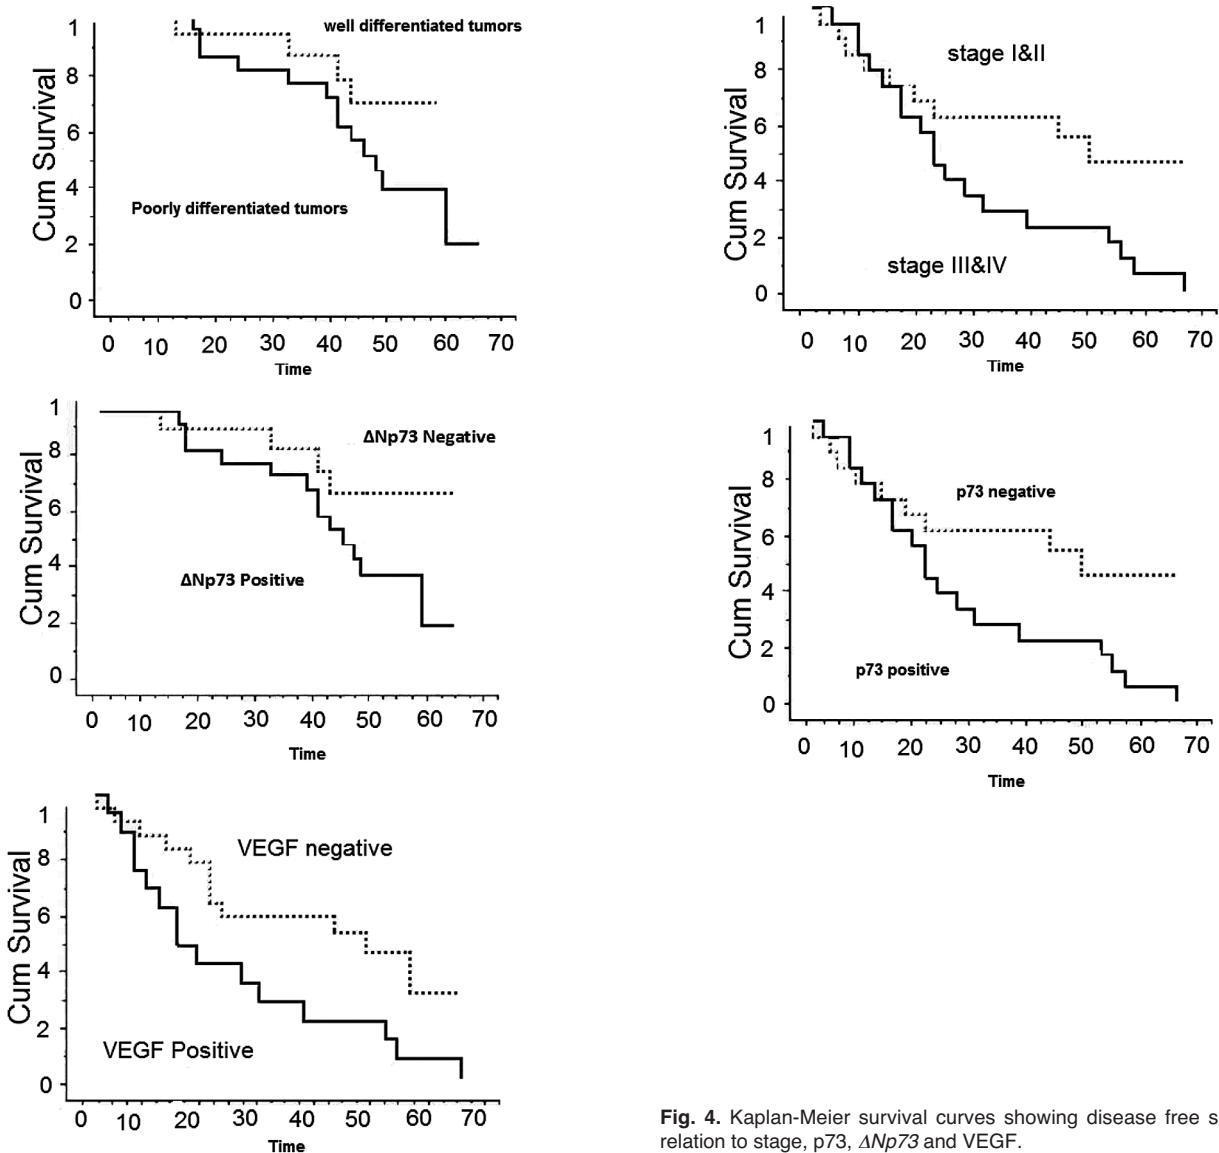 well differentiated tumors
Poorly differentiated tumors
Cum Survival
1
8
6
4
2
0
0 10 20 30 40 50 60 70
Time
stage I&II
stage III&IV
Cum Survival
1
8
6
4
2
0
0 10 20 30 40 50 60 70
Time
ΔNp73 Negative
ΔNp73 Positive
Cum Survival
1
8
6
4
2
0
0 10 20 30 40 50 60 70
Time
p73 negative
p73 positive
Cum Survival
1
8
6
4
2
0
0 10 20 30 40 50 60 70
Time
VEGF negative
VEGF Positive
Cum Survival
1
8
6
4
2
0
0 10 20 30 40 50 60 70
Time
Fig. 4. Kaplan-Meier survival curves showing disease free s
relation to stage, p73, ΔNp73 and VEGF.